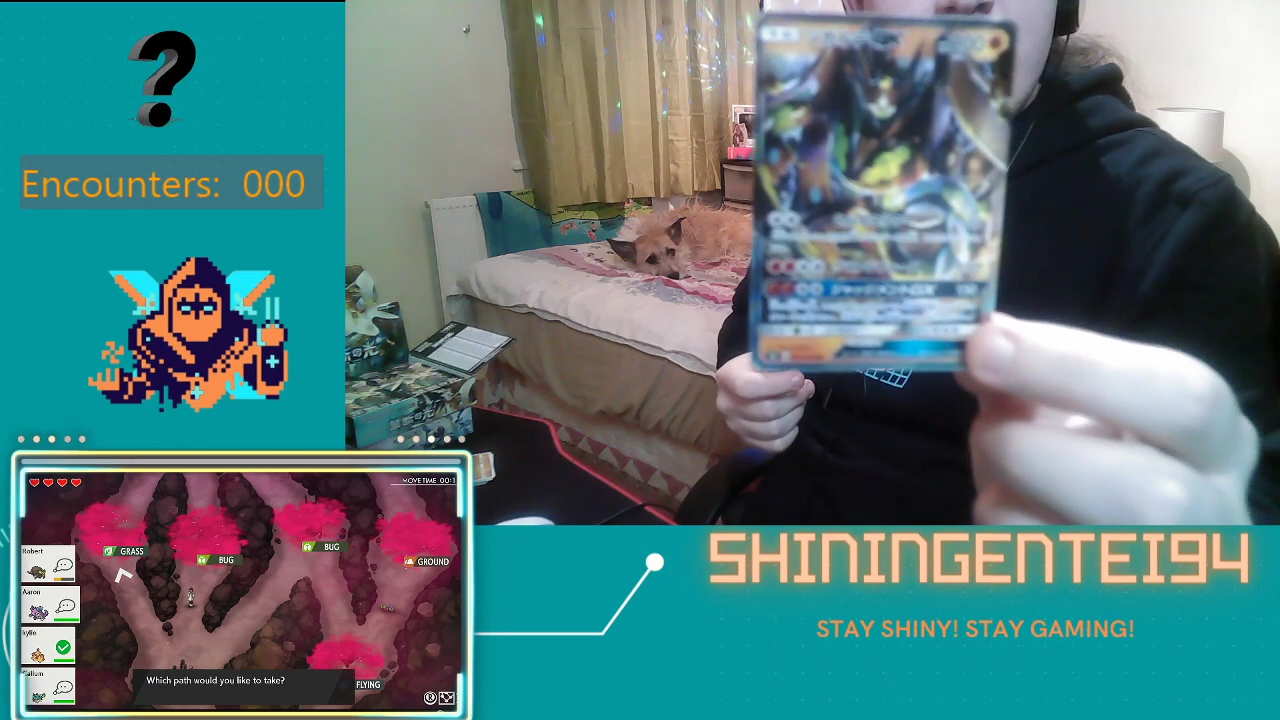 ?
Encounters: 000
MOVE TIME 00:1
GRASS
BUG
BUG
GROUND
Robert
Aaron
kylie
Callum
Which path would you like to take?
FLYING
SHININGENTEI94
STAY SHINY! STAY GAMING!